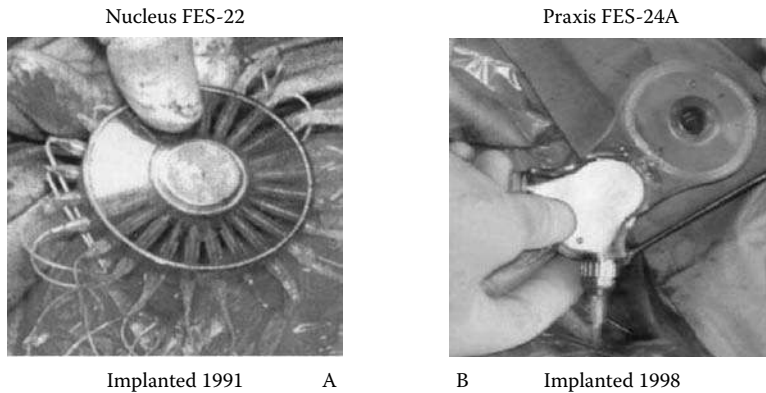 Nucleus FES-22
Praxis FES-24A
Implanted 1991
A
B
Implanted 1998